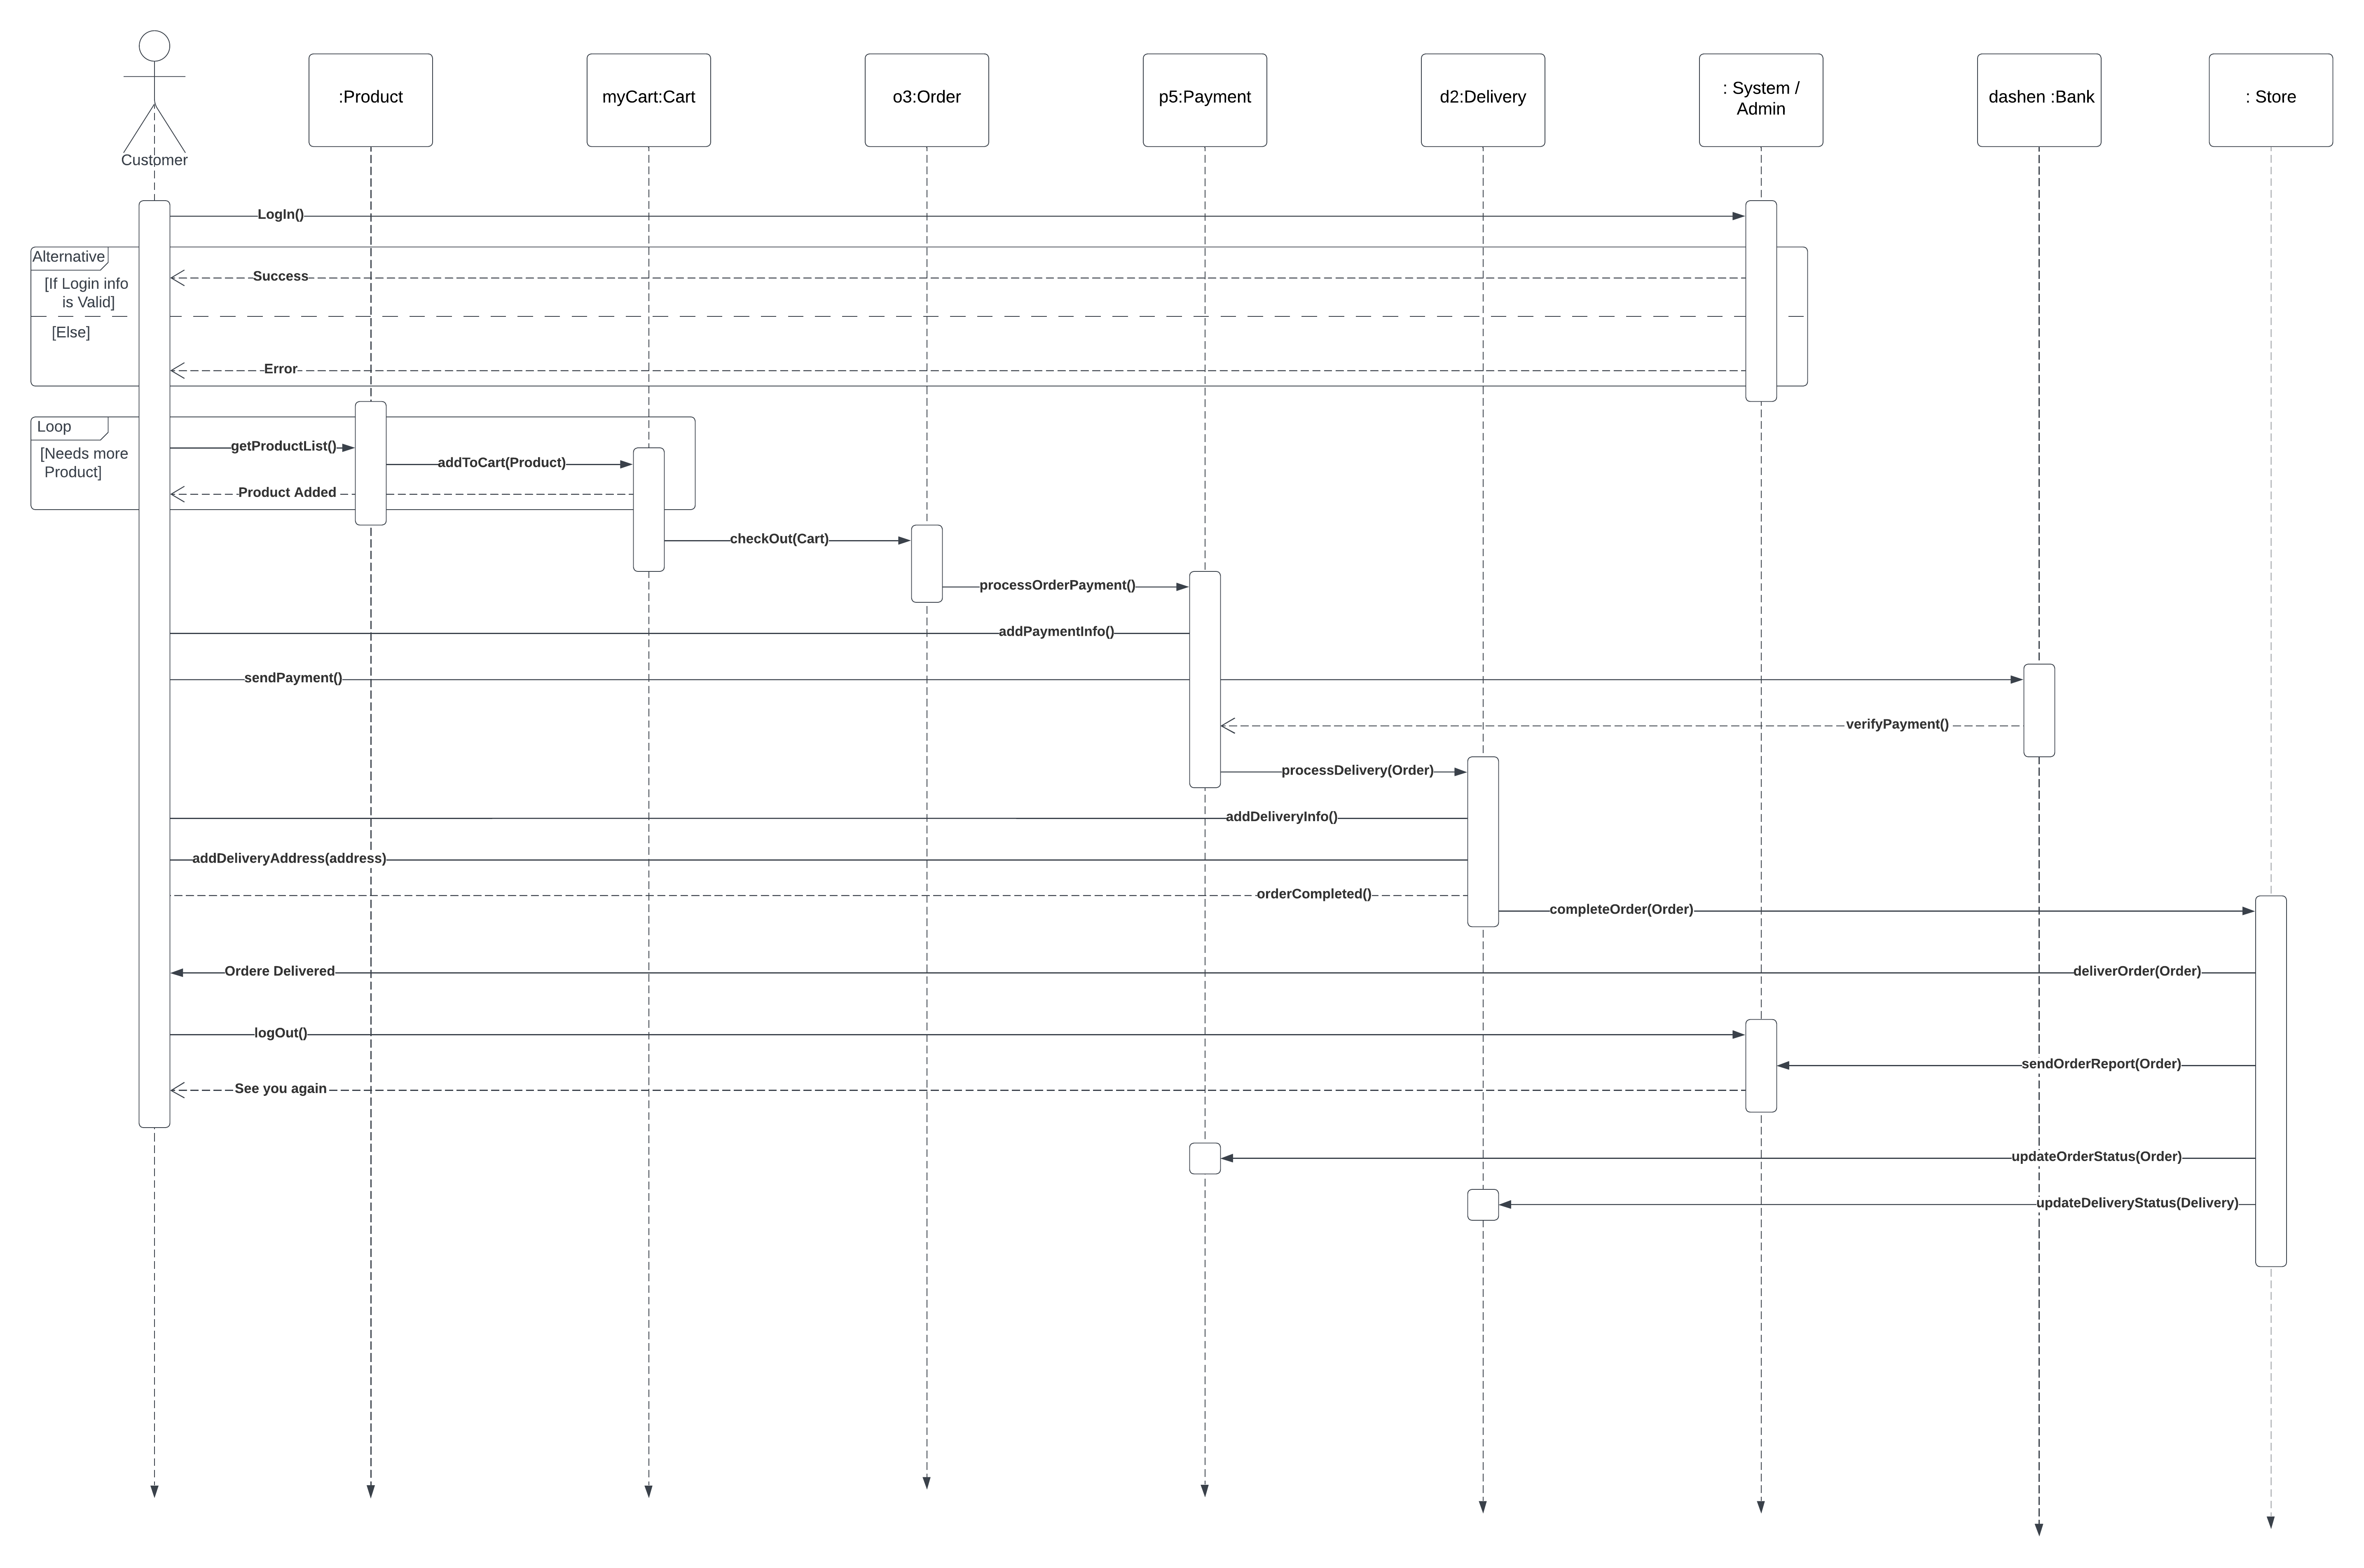 :Product
myCart:Cart
o3:Order
p5:Payment
d2:Delivery
: System /
Admin
dashen :Bank
: Store
Customer
LogIn()
Alternative
Success
[If Login info
is Valid]
[Else]
Error
Loop
getProductList()
[Needs more
Product]
addToCart(Product)
Product Added
checkOut(Cart)
processOrderPayment()
addPaymentInfo()
sendPayment()
verifyPayment()
processDelivery(Order)
addDeliveryInfo()
addDeliveryAddress(address)
orderCompleted()
completeOrder(Order)
Ordere Delivered
deliverOrder(Order)
logOut()
sendOrderReport(Order)
See you again
updateOrderStatus(Order)
updateDeliveryStatus(Delivery)